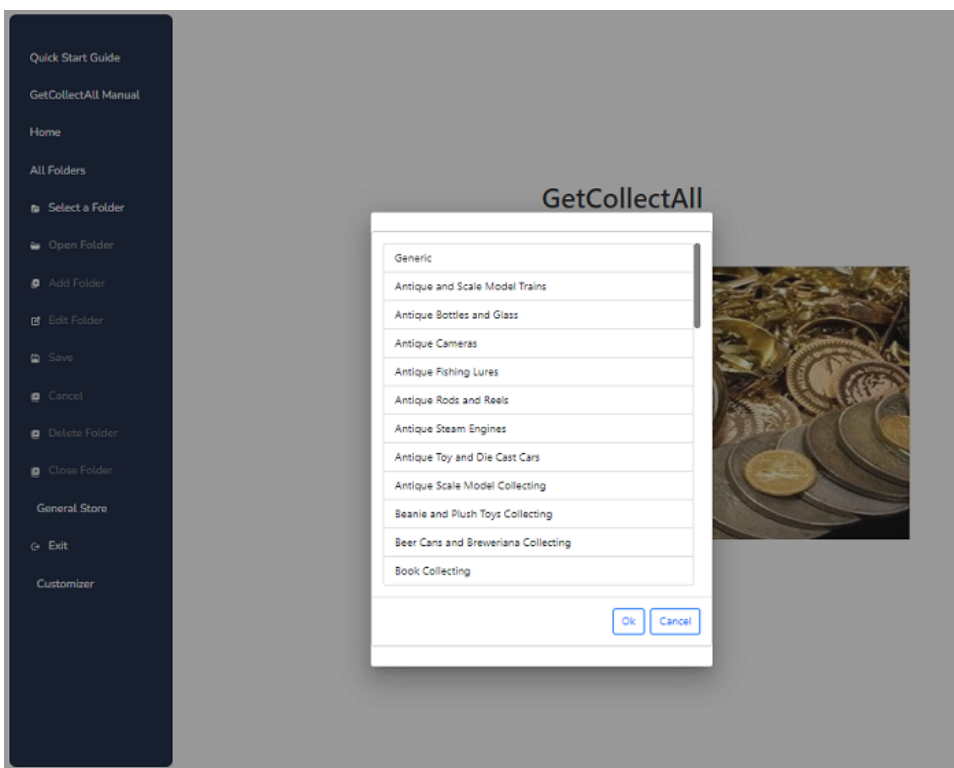 Quick Start Guide
GetCollectAll Manual
Home
All Folders
Select a Folder
Open Folder
Add Folder
Edit Folder
Save
Cancel
Delete Folder
Close Folder
General Store
Exit
Customizer
GetCollectAll
Generic
Antique and Scale Model Trains
Antique Bottles and Glass
Antique Cameras
Antique Fishing Lures
Antique Rods and Reels
Antique Steam Engines
Antique Toy and Die Cast Cars
Antique Scale Model Collecting
Beanie and Plush Toys Collecting
Beer Cans and Breweriana Collecting
Book Collecting
Ok
Cancel